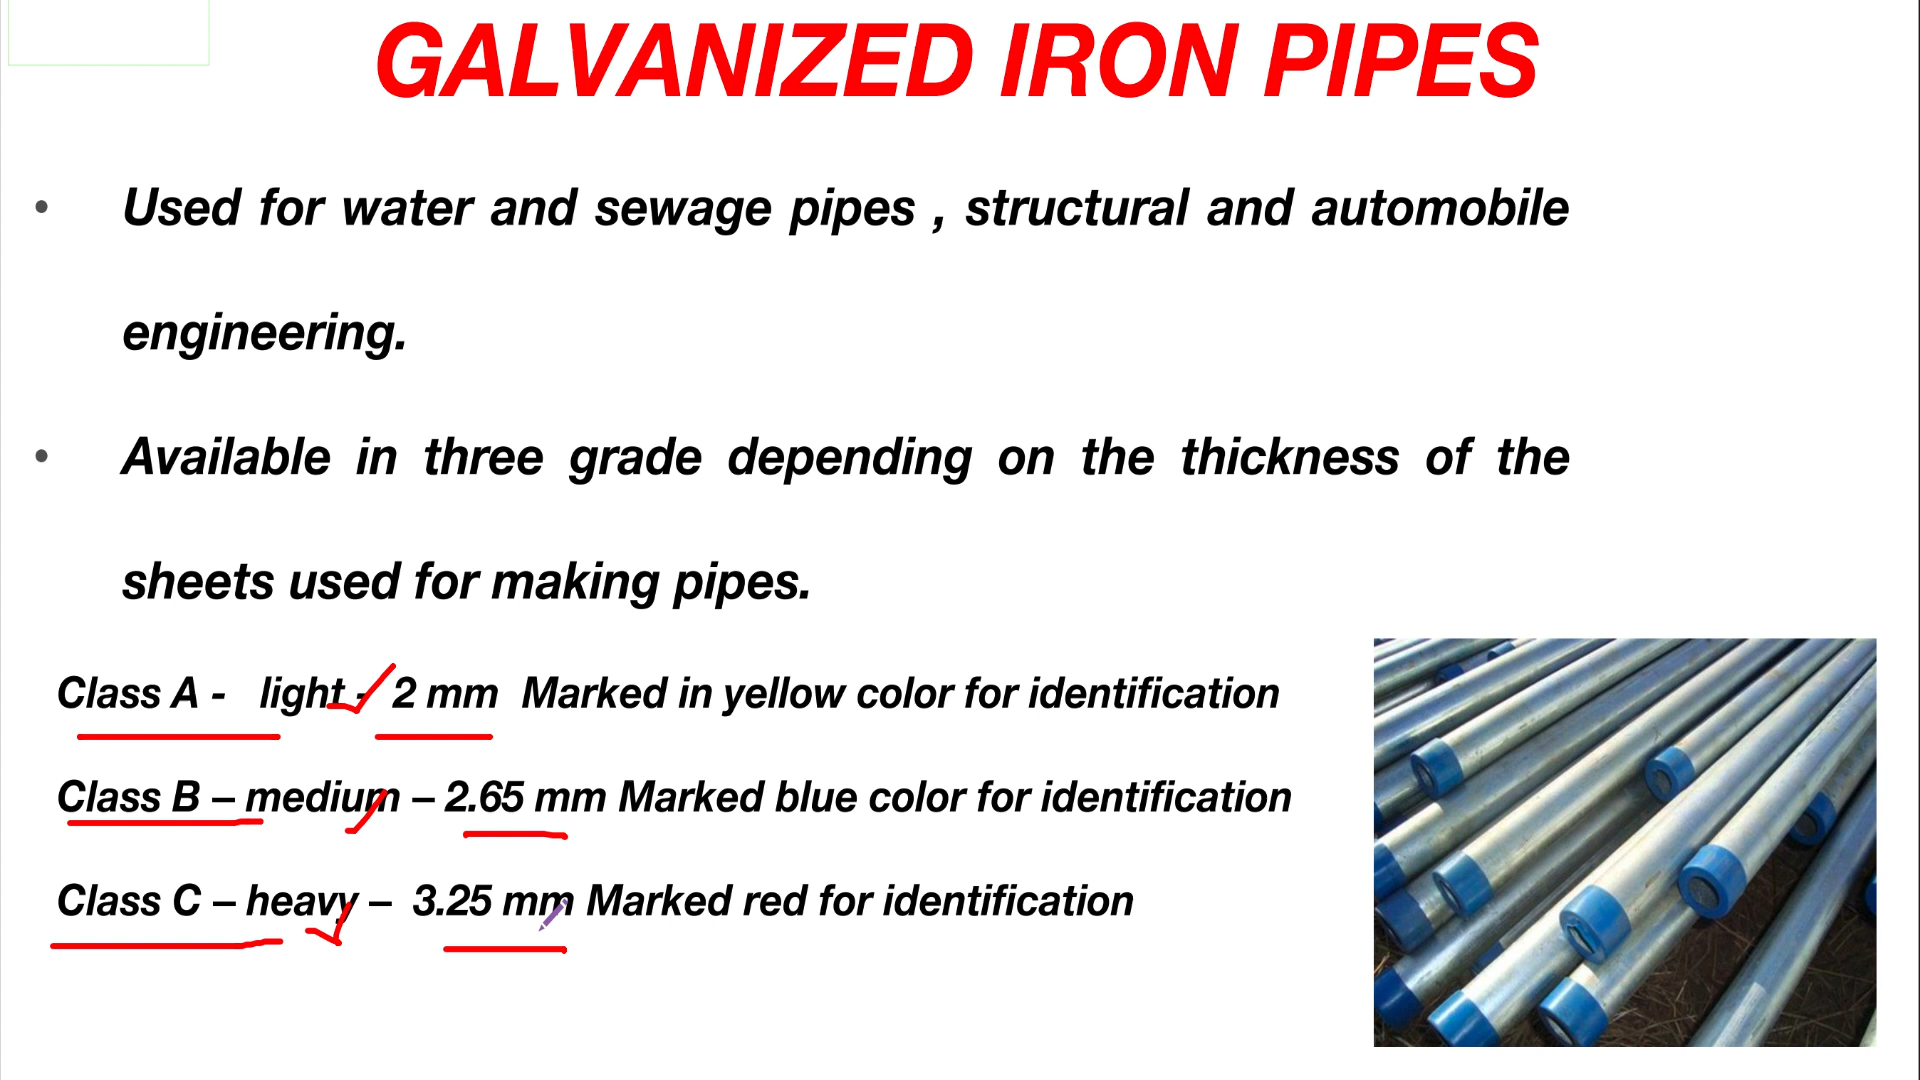 GALVANIZED IRON PIPES
• Used for water and sewage pipes , structural and automobile
engineering.
• Available in three grade depending on the thickness of the
sheets used for making pipes.
Class A - light - 2 mm Marked in yellow color for identification
Class B – medium – 2.65 mm Marked blue color for identification
Class C – heavy – 3.25 mm Marked red for identification